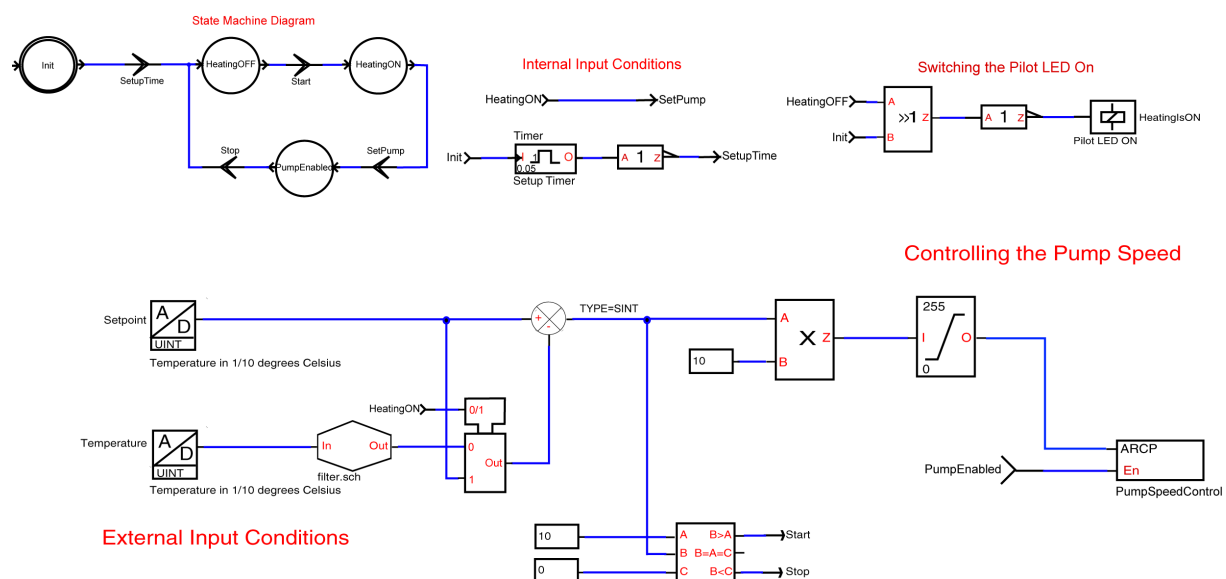 State Machine Diagram
Init
SetupTime
HeatingOFF
Start
HeatingON
Stop
PumpEnabled
SetPump
Internal Input Conditions
HeatingON
SetPump
Timer
Init
I
1
O
0.05
Setup Timer
A 1 Z
SetupTime
Switching the Pilot LED On
HeatingOFF
A
>>1 Z
Init
B
A 1 Z
HeatingIsON
Pilot LED ON
Controlling the Pump Speed
Setpoint
A
D
UINT
Temperature in 1/10 degrees Celsius
+
-
TYPE=SINT
A
X Z
10
B
255
I
O
0
HeatingON
0/1
Temperature
A
D
UINT
In
Out
filter.sch
0
Out
1
Temperature in 1/10 degrees Celsius
PumpEnabled
ARCP
En
PumpSpeedControl
External Input Conditions
10
A B>A
Start
B B=A=C
0
C B<C
Stop